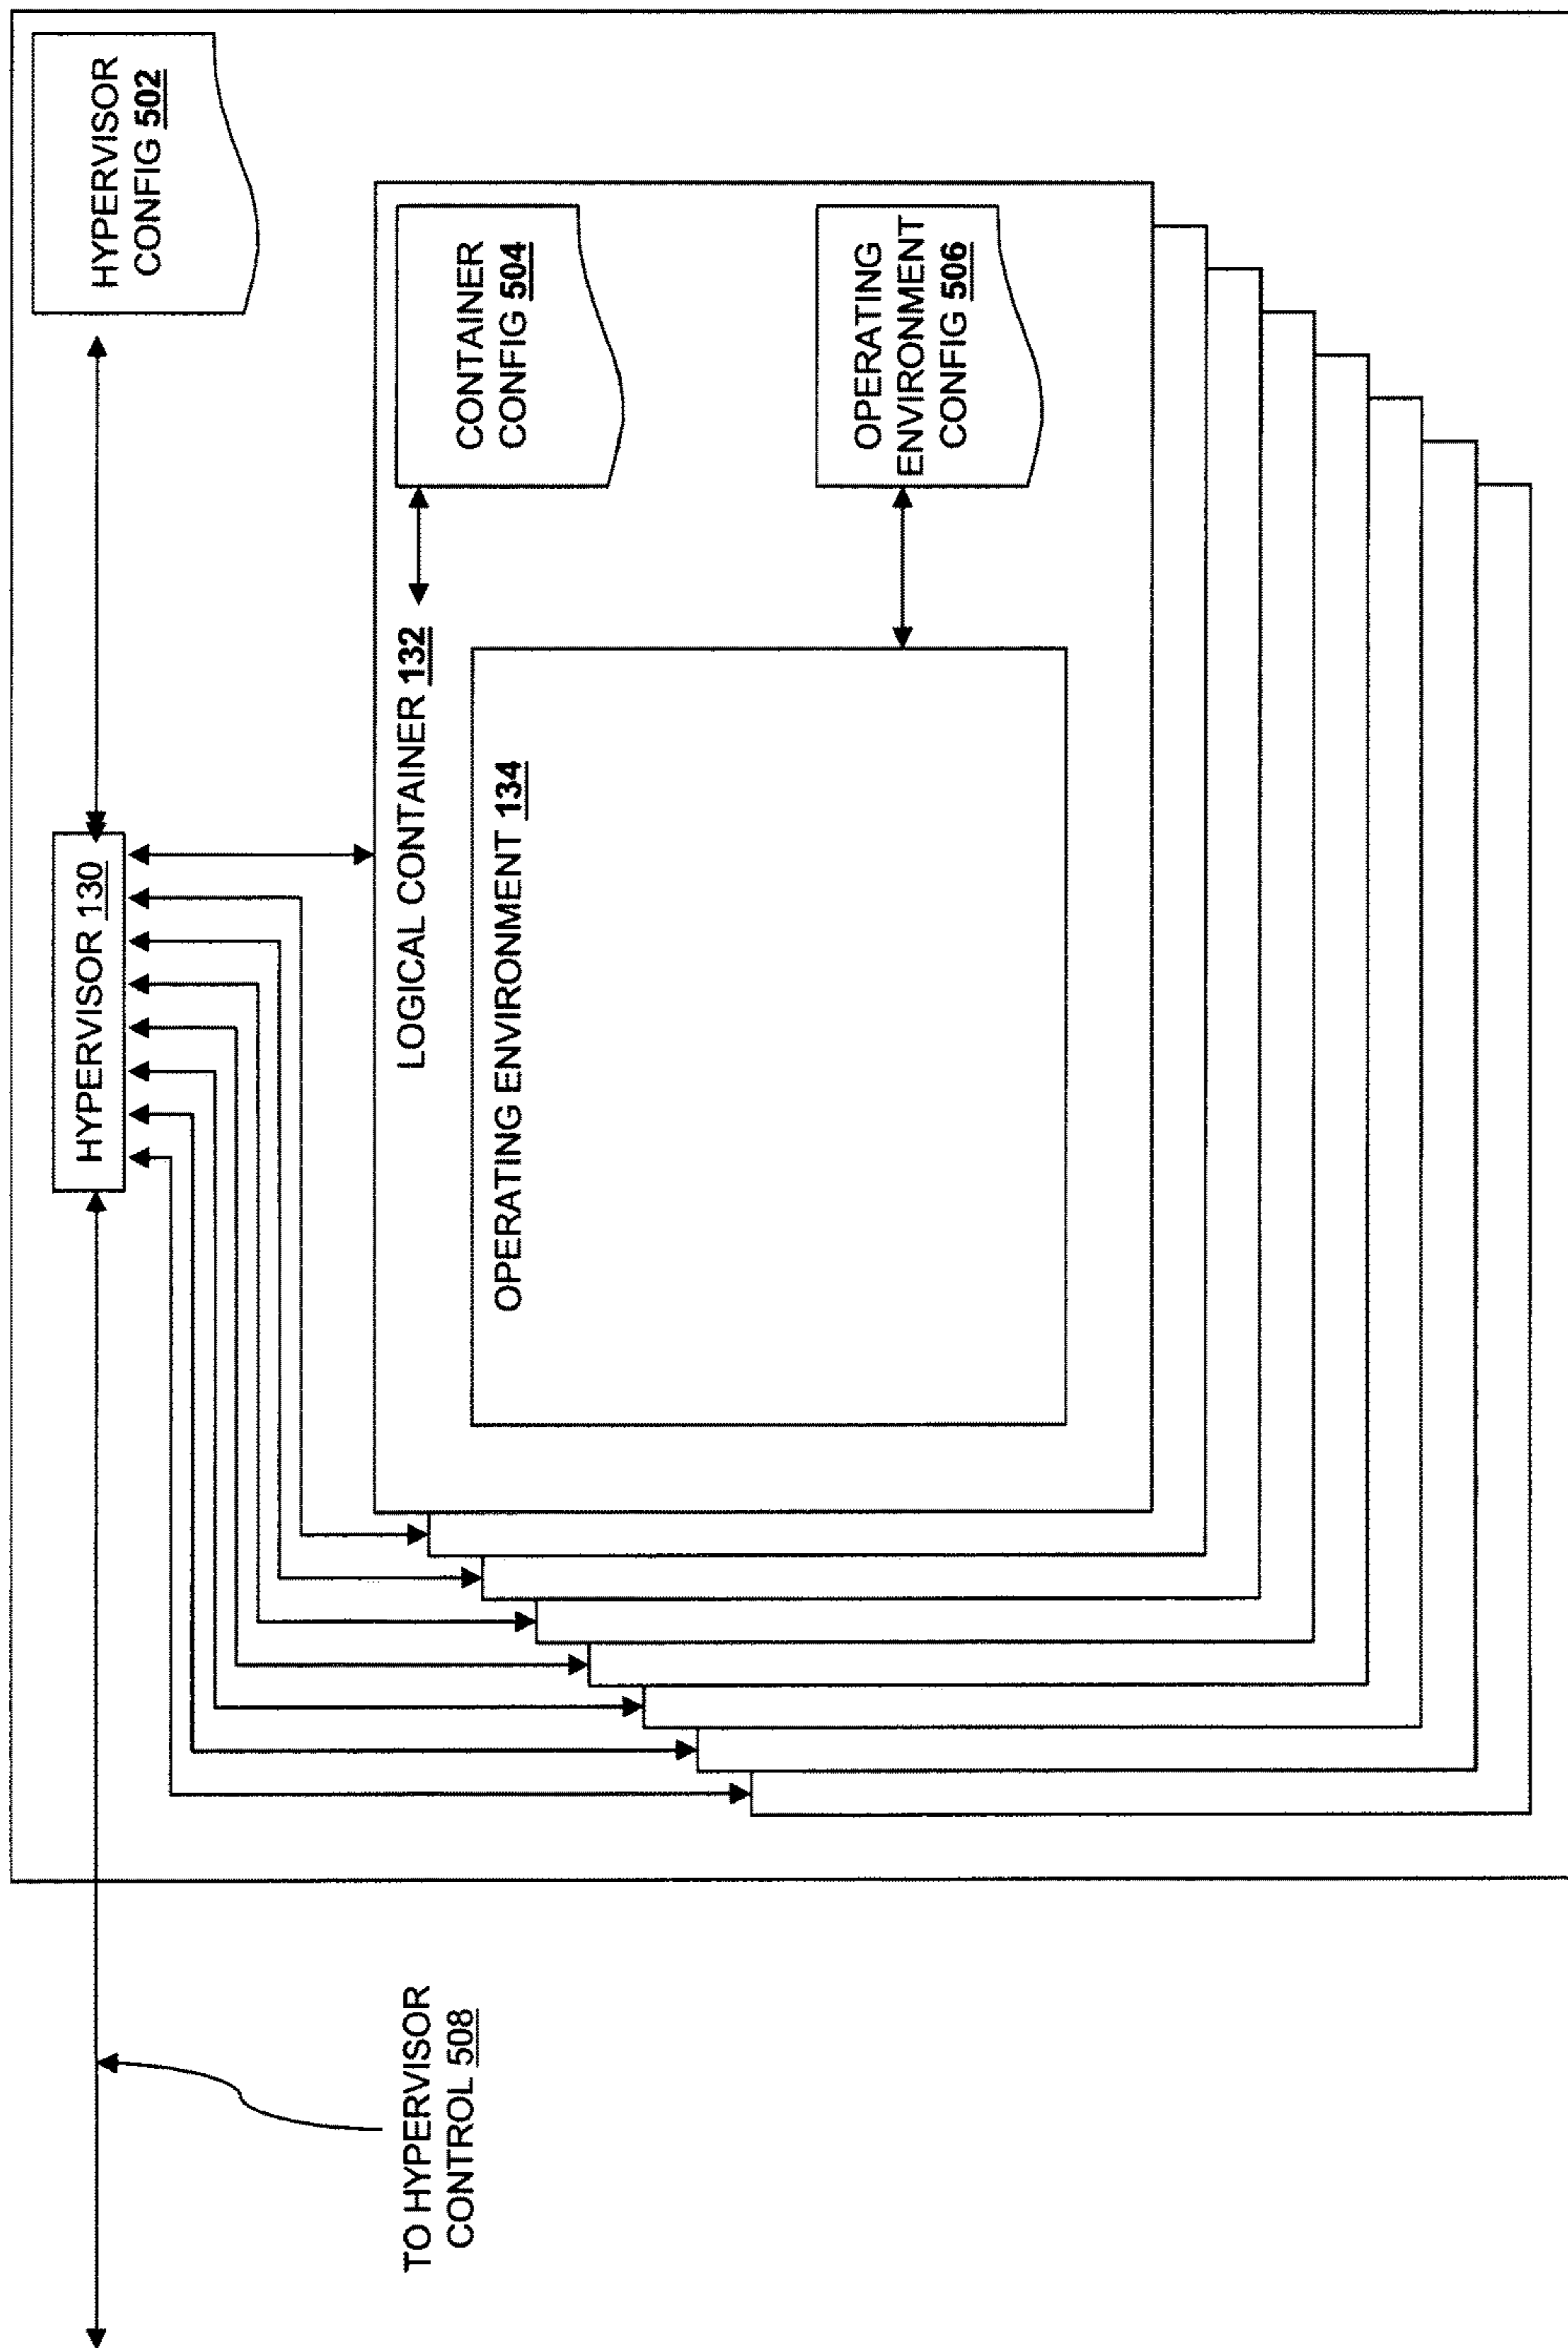 HYPERVISOR
CONFIG 502
HYPERVISOR 130
TO HYPERVISOR
CONTROL 508
LOGICAL CONTAINER 132
CONTAINER
CONFIG 504
OPERATING ENVIRONMENT 134
OPERATING
ENVIRONMENT
CONFIG 506